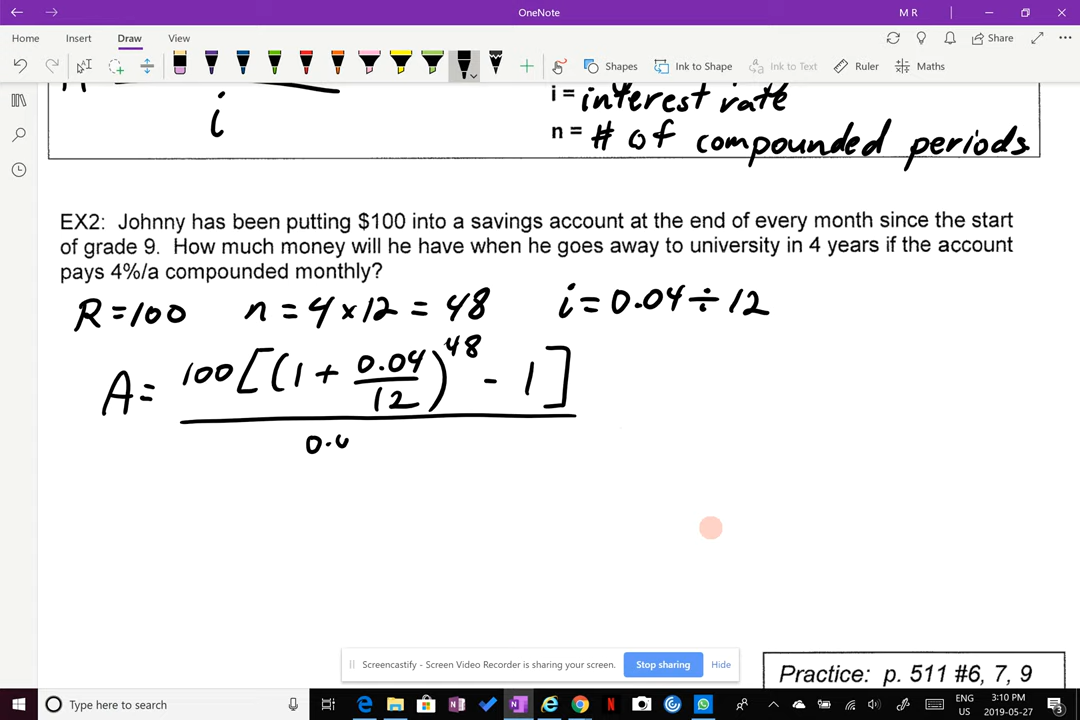 OneNote
M R
Home Insert Draw View
Share
Shapes
Ink to Shape
Ink to Text
Ruler
Maths
i
i = interest rate
n = # of compounded periods
EX2: Johnny has been putting $100 into a savings account at the end of every month since the start
of grade 9. How much money will he have when he goes away to university in 4 years if the account
pays 4%/a compounded monthly?
R = 100 n = 4 × 12 = 48 i = 0.04 ÷ 12
100[(1 + 0.04/12)^48 - 1]
A =
0.0
Screencastify - Screen Video Recorder is sharing your screen. Stop sharing Hide
Practice: p. 511 #6, 7, 9
Type here to search
ENG
US
3:10 PM
2019-05-27
3